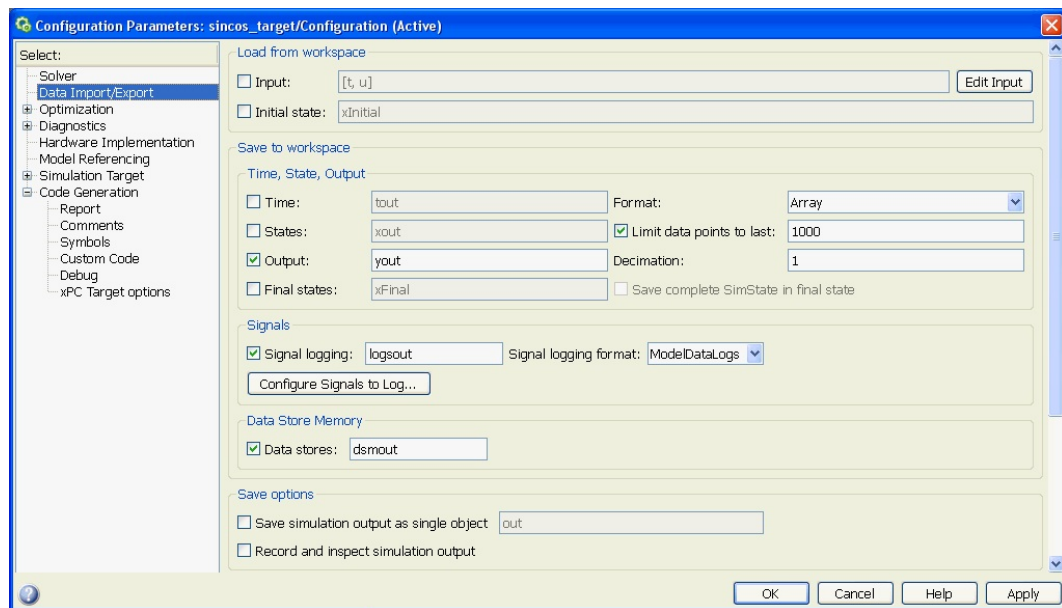 Configuration Parameters: sincos_target/Configuration (Active)
Select:
Solver
Data Import/Export
Optimization
Diagnostics
Hardware Implementation
Model Referencing
Simulation Target
Code Generation
Report
Comments
Symbols
Custom Code
Debug
xPC Target options
Load from workspace
Input: [t, u] Edit Input
Initial state: xInitial
Save to workspace
Time, State, Output
Time: tout Format: Array
States: xout Limit data points to last: 1000
Output: yout Decimation: 1
Final states: xFinal Save complete SimState in final state
Signals
Signal logging: logsout Signal logging format: ModelDataLogs
Configure Signals to Log...
Data Store Memory
Data stores: dsmout
Save options
Save simulation output as single object out
Record and inspect simulation output
OK Cancel Help Apply